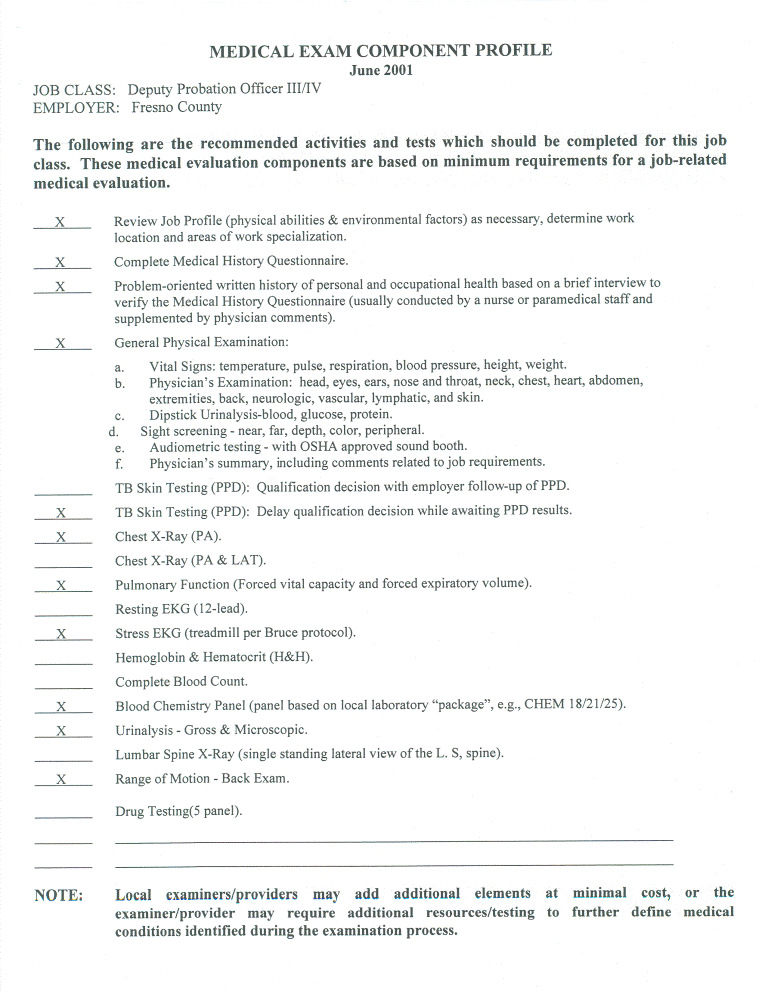 MEDICAL EXAM COMPONENT PROFILE
June 2001
JOB CLASS: Deputy Probation Officer III/IV
EMPLOYER: Fresno County
The following are the recommended activities and tests which should be completed for this job
class. These medical evaluation components are based on minimum requirements for a job-related
medical evaluation.
X Review Job Profile (physical abilities & environmental factors) as necessary, determine work
location and areas of work specialization.
X Complete Medical History Questionnaire.
X Problem-oriented written history of personal and occupational health based on a brief interview to
verify the Medical History Questionnaire (usually conducted by a nurse or paramedical staff and
supplemented by physician comments).
X General Physical Examination:
a. Vital Signs: temperature, pulse, respiration, blood pressure, height, weight.
b. Physician's Examination: head, eyes, ears, nose and throat, neck, chest, heart, abdomen,
extremities, back, neurologic, vascular, lymphatic, and skin.
c. Dipstick Urinalysis-blood, glucose, protein.
d. Sight screening - near, far, depth, color, peripheral.
e. Audiometric testing - with OSHA approved sound booth.
f. Physician's summary, including comments related to job requirements.
TB Skin Testing (PPD): Qualification decision with employer follow-up of PPD.
X TB Skin Testing (PPD): Delay qualification decision while awaiting PPD results.
X Chest X-Ray (PA).
Chest X-Ray (PA & LAT).
X Pulmonary Function (Forced vital capacity and forced expiratory volume).
Resting EKG (12-lead).
X Stress EKG (treadmill per Bruce protocol).
Hemoglobin & Hematocrit (H&H).
Complete Blood Count.
X Blood Chemistry Panel (panel based on local laboratory "package", e.g., CHEM 18/21/25).
X Urinalysis - Gross & Microscopic.
Lumbar Spine X-Ray (single standing lateral view of the L. S, spine).
X Range of Motion - Back Exam.
Drug Testing(5 panel).
NOTE: Local examiners/providers may add additional elements at minimal cost, or the
examiner/provider may require additional resources/testing to further define medical
conditions identified during the examination process.